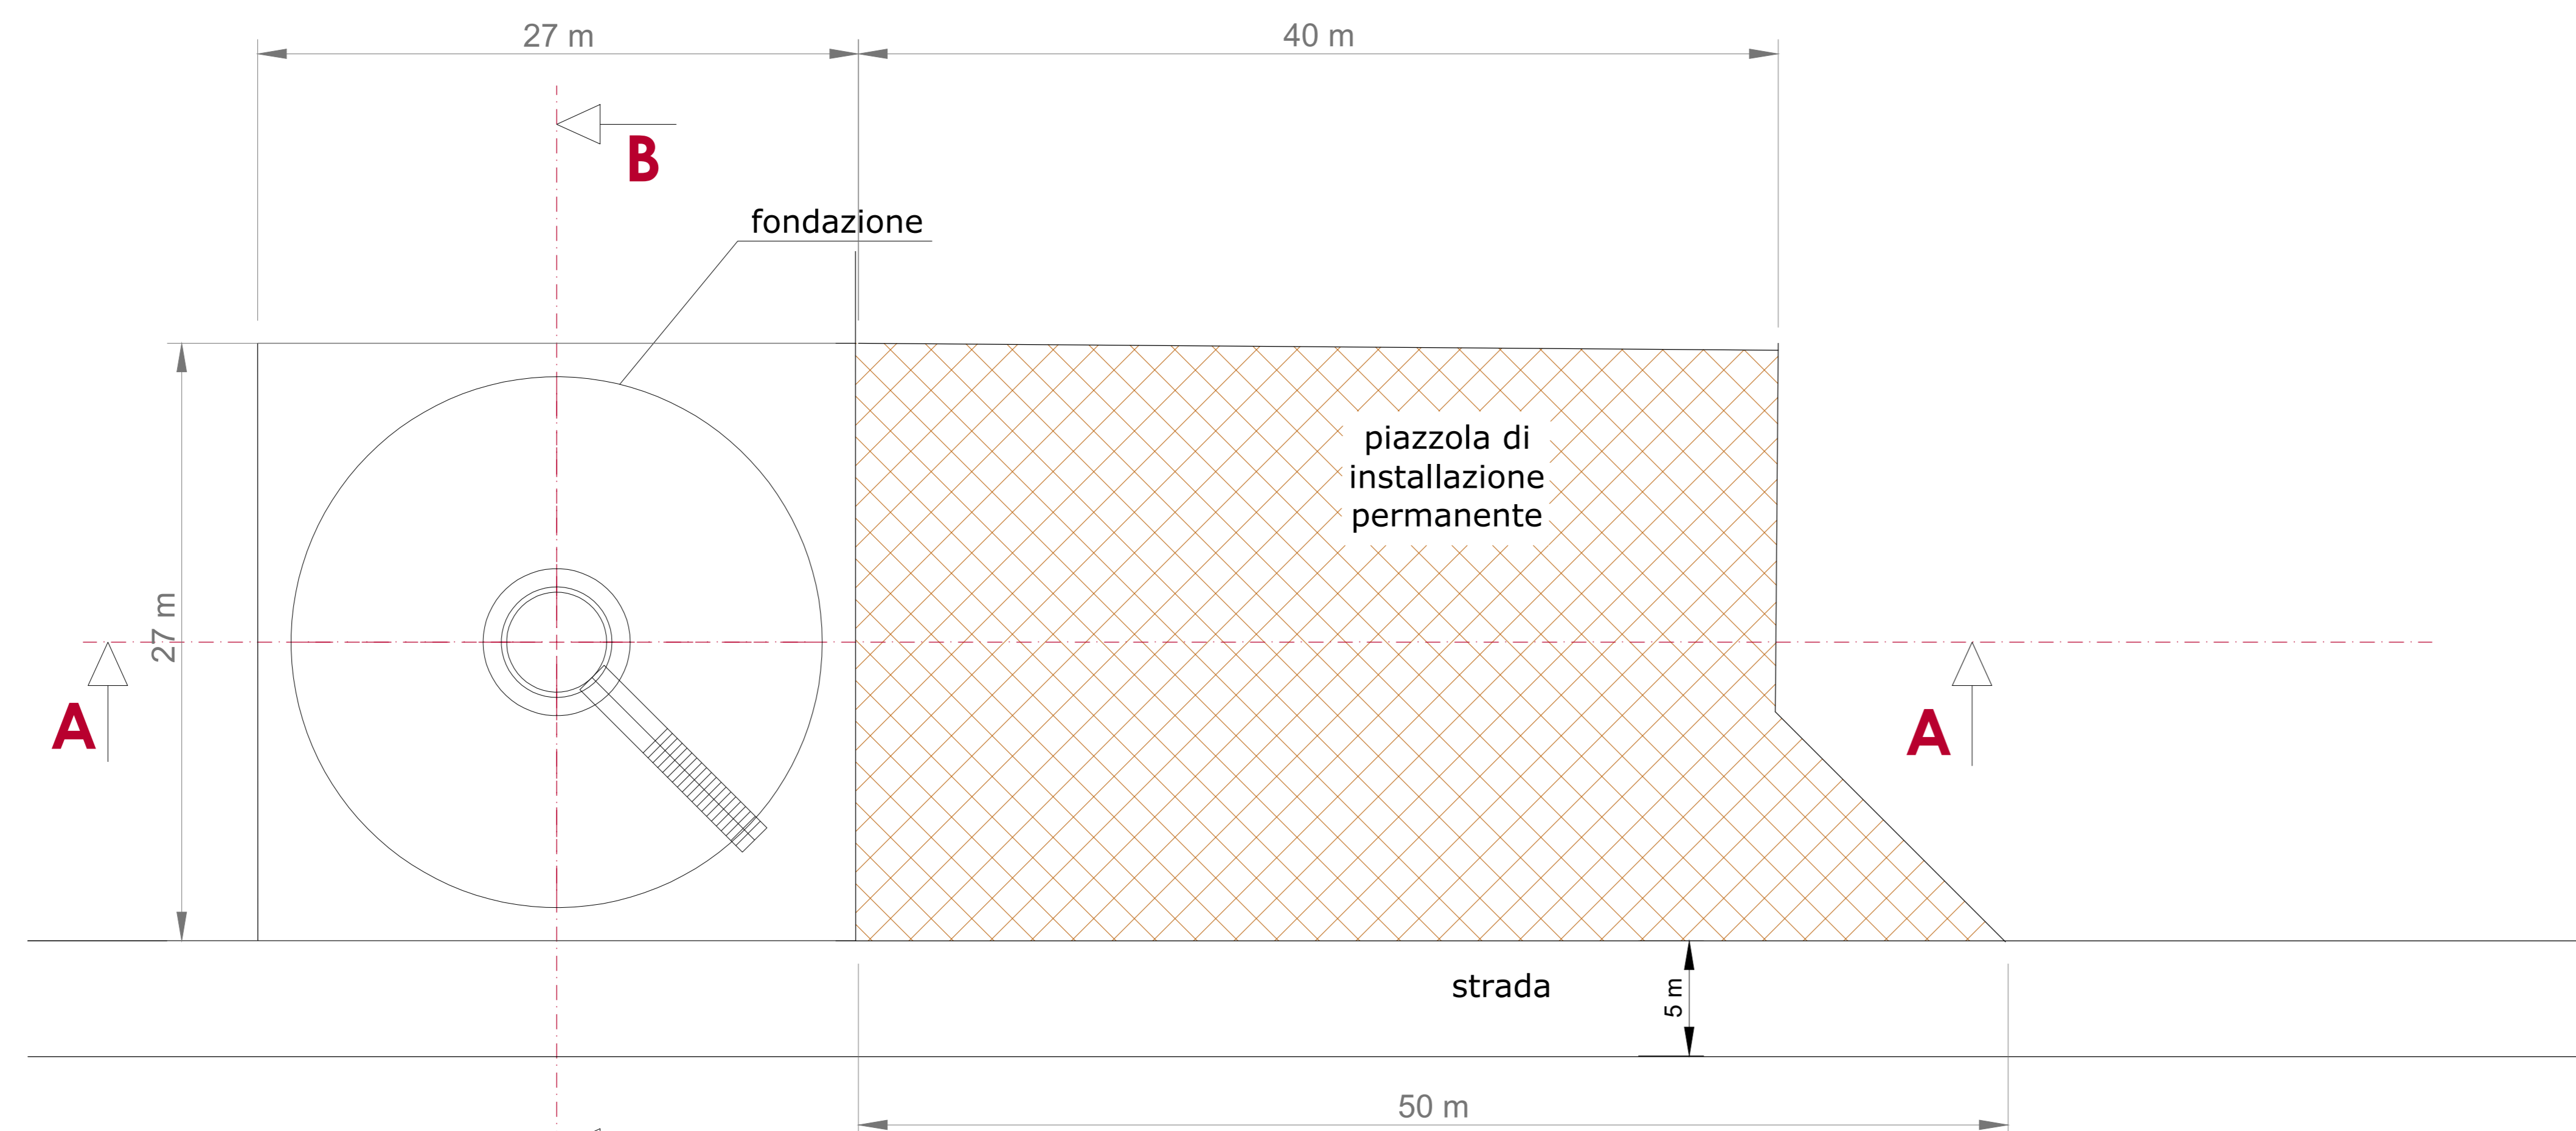 27 m
40 m
B
fondazione
piazzola di
installazione
permanente
27 m
A
A
strada
5 m
50 m